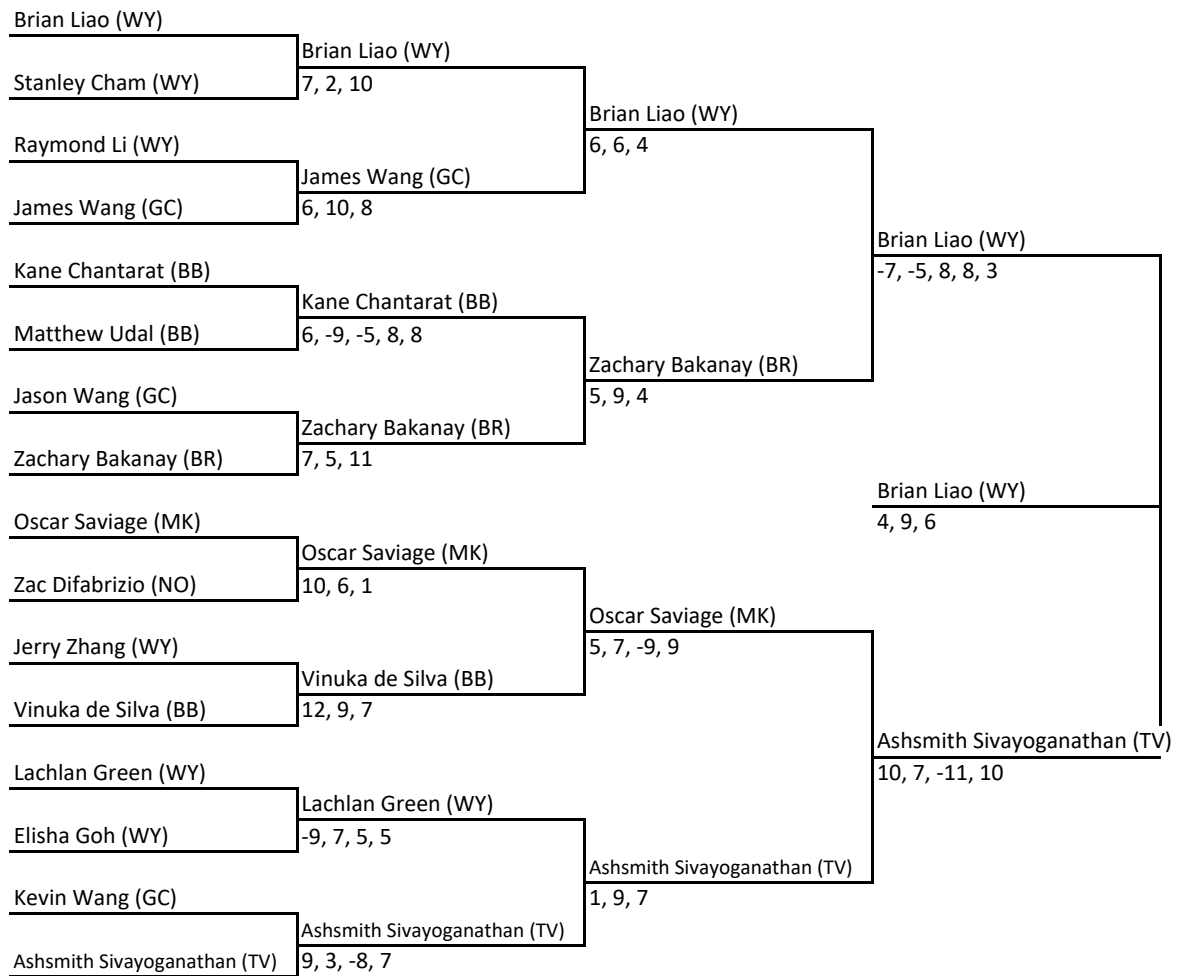 Brian Liao (WY)
Brian Liao (WY)
Stanley Cham (WY)
7, 2, 10
Brian Liao (WY)
Raymond Li (WY)
6, 6, 4
James Wang (GC)
James Wang (GC)
6, 10, 8
Brian Liao (WY)
Kane Chantarat (BB)
-7, -5, 8, 8, 3
Kane Chantarat (BB)
Matthew Udal (BB)
6, -9, -5, 8, 8
Zachary Bakanay (BR)
Jason Wang (GC)
5, 9, 4
Zachary Bakanay (BR)
Zachary Bakanay (BR)
7, 5, 11
Brian Liao (WY)
Oscar Saviage (MK)
4, 9, 6
Oscar Saviage (MK)
Zac Difabrizio (NO)
10, 6, 1
Oscar Saviage (MK)
Jerry Zhang (WY)
5, 7, -9, 9
Vinuka de Silva (BB)
Vinuka de Silva (BB)
12, 9, 7
Ashsmith Sivayoganathan (TV)
Lachlan Green (WY)
10, 7, -11, 10
Lachlan Green (WY)
Elisha Goh (WY)
-9, 7, 5, 5
Ashsmith Sivayoganathan (TV)
Kevin Wang (GC)
1, 9, 7
Ashsmith Sivayoganathan (TV)
Ashsmith Sivayoganathan (TV)
9, 3, -8, 7